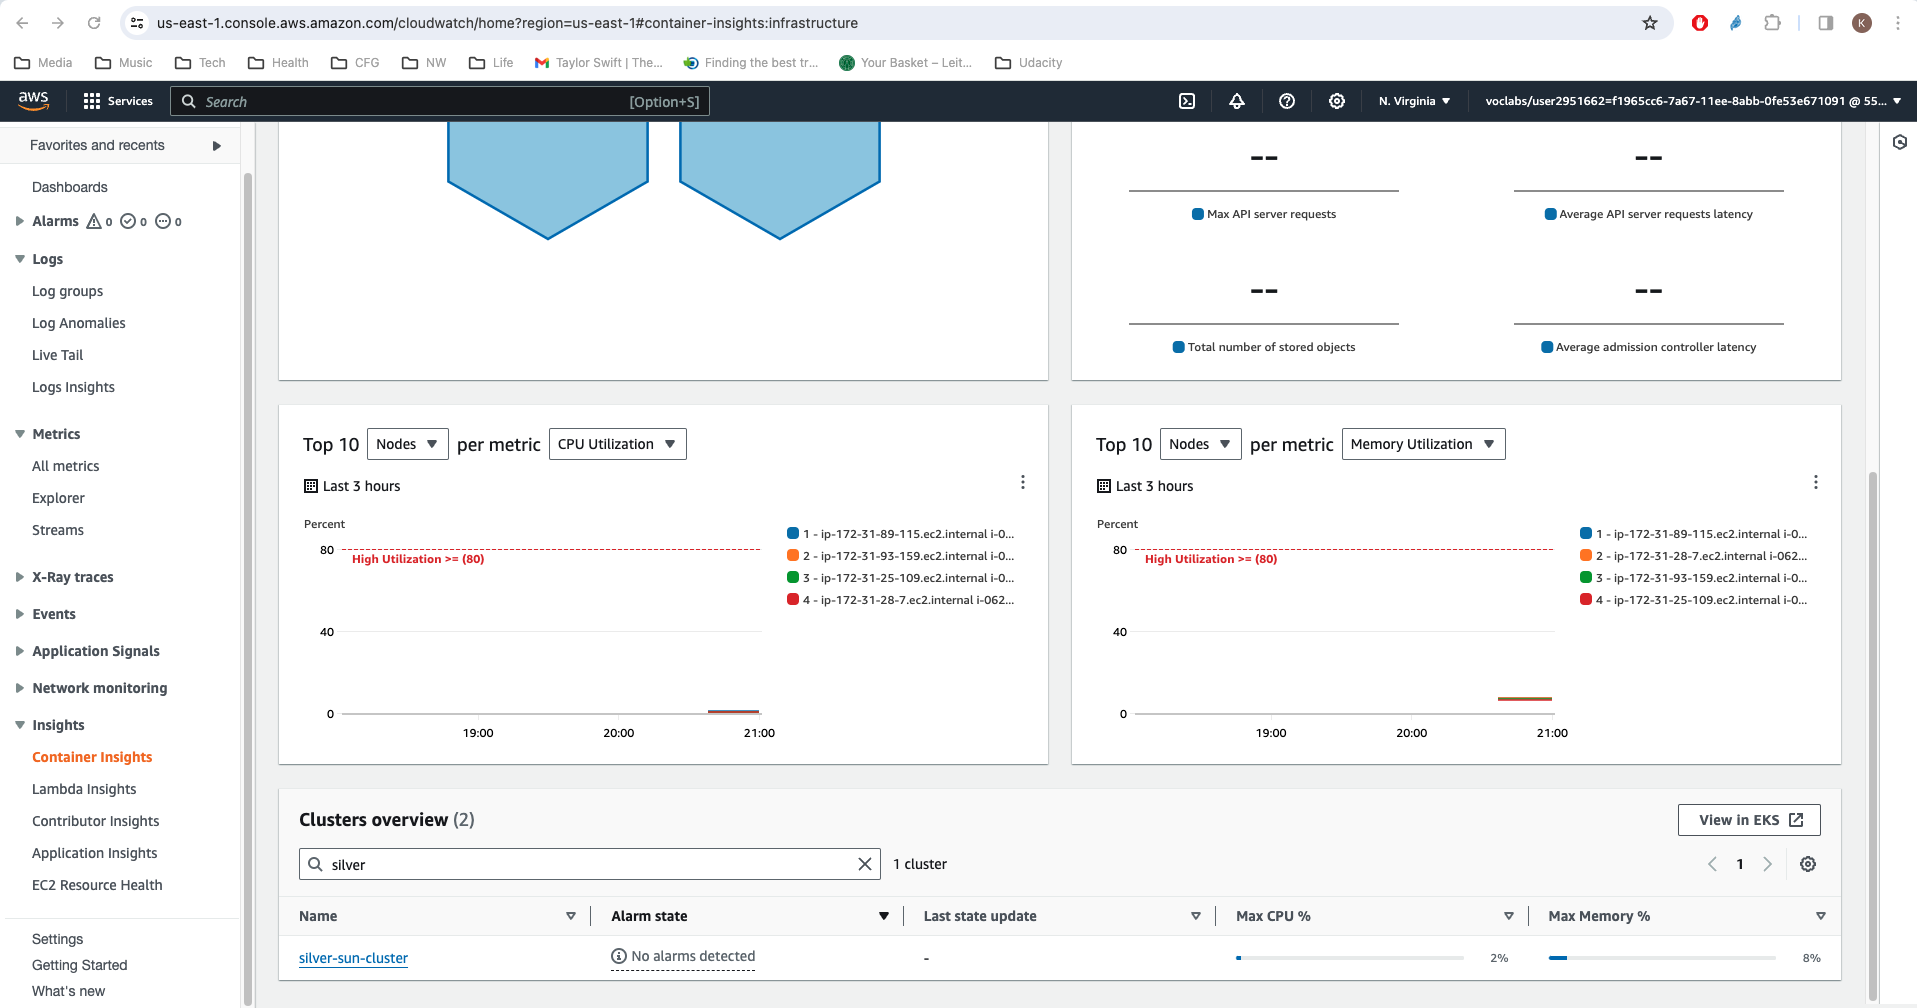 us-east-1.console.aws.amazon.com/cloudwatch/home?region=us-east-1#container-insights:infrastructure
K
Media
Music
Tech
Health
CFG
NW
Life
Taylor Swift | The...
Finding the best tr...
Your Basket – Leit...
Udacity
aws
Services
Search
[Option+S]
N. Virginia
voclabs/user2951662=f1965cc6-7a67-11ee-8abb-0fe53e671091 @ 55...
Favorites and recents
Dashboards
Alarms 0 0 0
Logs
Log groups
Log Anomalies
Live Tail
Logs Insights
Metrics
All metrics
Explorer
Streams
X-Ray traces
Events
Application Signals
Network monitoring
Insights
Container Insights
Lambda Insights
Contributor Insights
Application Insights
EC2 Resource Health
Settings
Getting Started
What's new
--
Max API server requests
--
Average API server requests latency
--
Total number of stored objects
--
Average admission controller latency
Top 10 Nodes per metric CPU Utilization
Last 3 hours
Percent
80
High Utilization >= (80)
40
0
19:00 20:00 21:00
1 - ip-172-31-89-115.ec2.internal i-0...
2 - ip-172-31-93-159.ec2.internal i-0...
3 - ip-172-31-25-109.ec2.internal i-0...
4 - ip-172-31-28-7.ec2.internal i-062...
Top 10 Nodes per metric Memory Utilization
Last 3 hours
Percent
80
High Utilization >= (80)
40
0
19:00 20:00 21:00
1 - ip-172-31-89-115.ec2.internal i-0...
2 - ip-172-31-28-7.ec2.internal i-062...
3 - ip-172-31-93-159.ec2.internal i-0...
4 - ip-172-31-25-109.ec2.internal i-0...
Clusters overview (2)
View in EKS
silver
1 cluster
1
Name Alarm state Last state update Max CPU % Max Memory %
silver-sun-cluster No alarms detected - 2% 8%